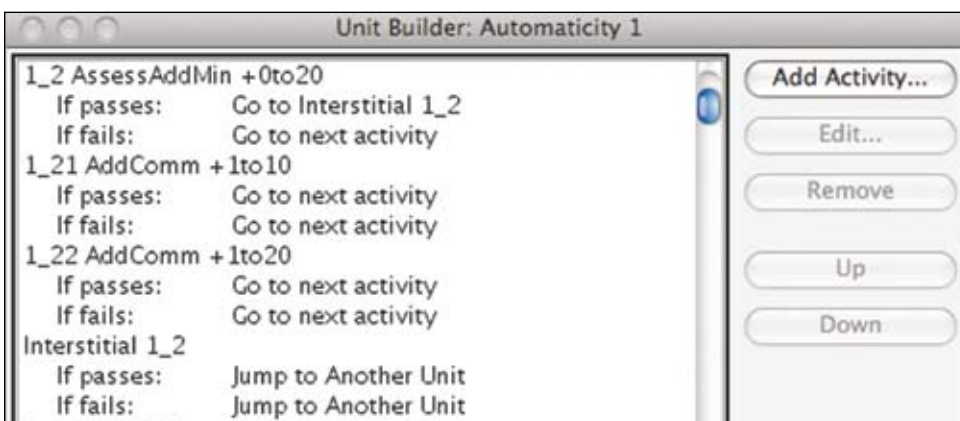 Unit Builder: Automaticity 1
1_2 AssessAddMin +0to20
If passes: Go to Interstitial 1_2
If fails: Go to next activity
1_21 AddComm +1to10
If passes: Go to next activity
If fails: Go to next activity
1_22 AddComm +1to20
If passes: Go to next activity
If fails: Go to next activity
Interstitial 1_2
If passes: Jump to Another Unit
If fails: Jump to Another Unit
Add Activity...
Edit...
Remove
Up
Down